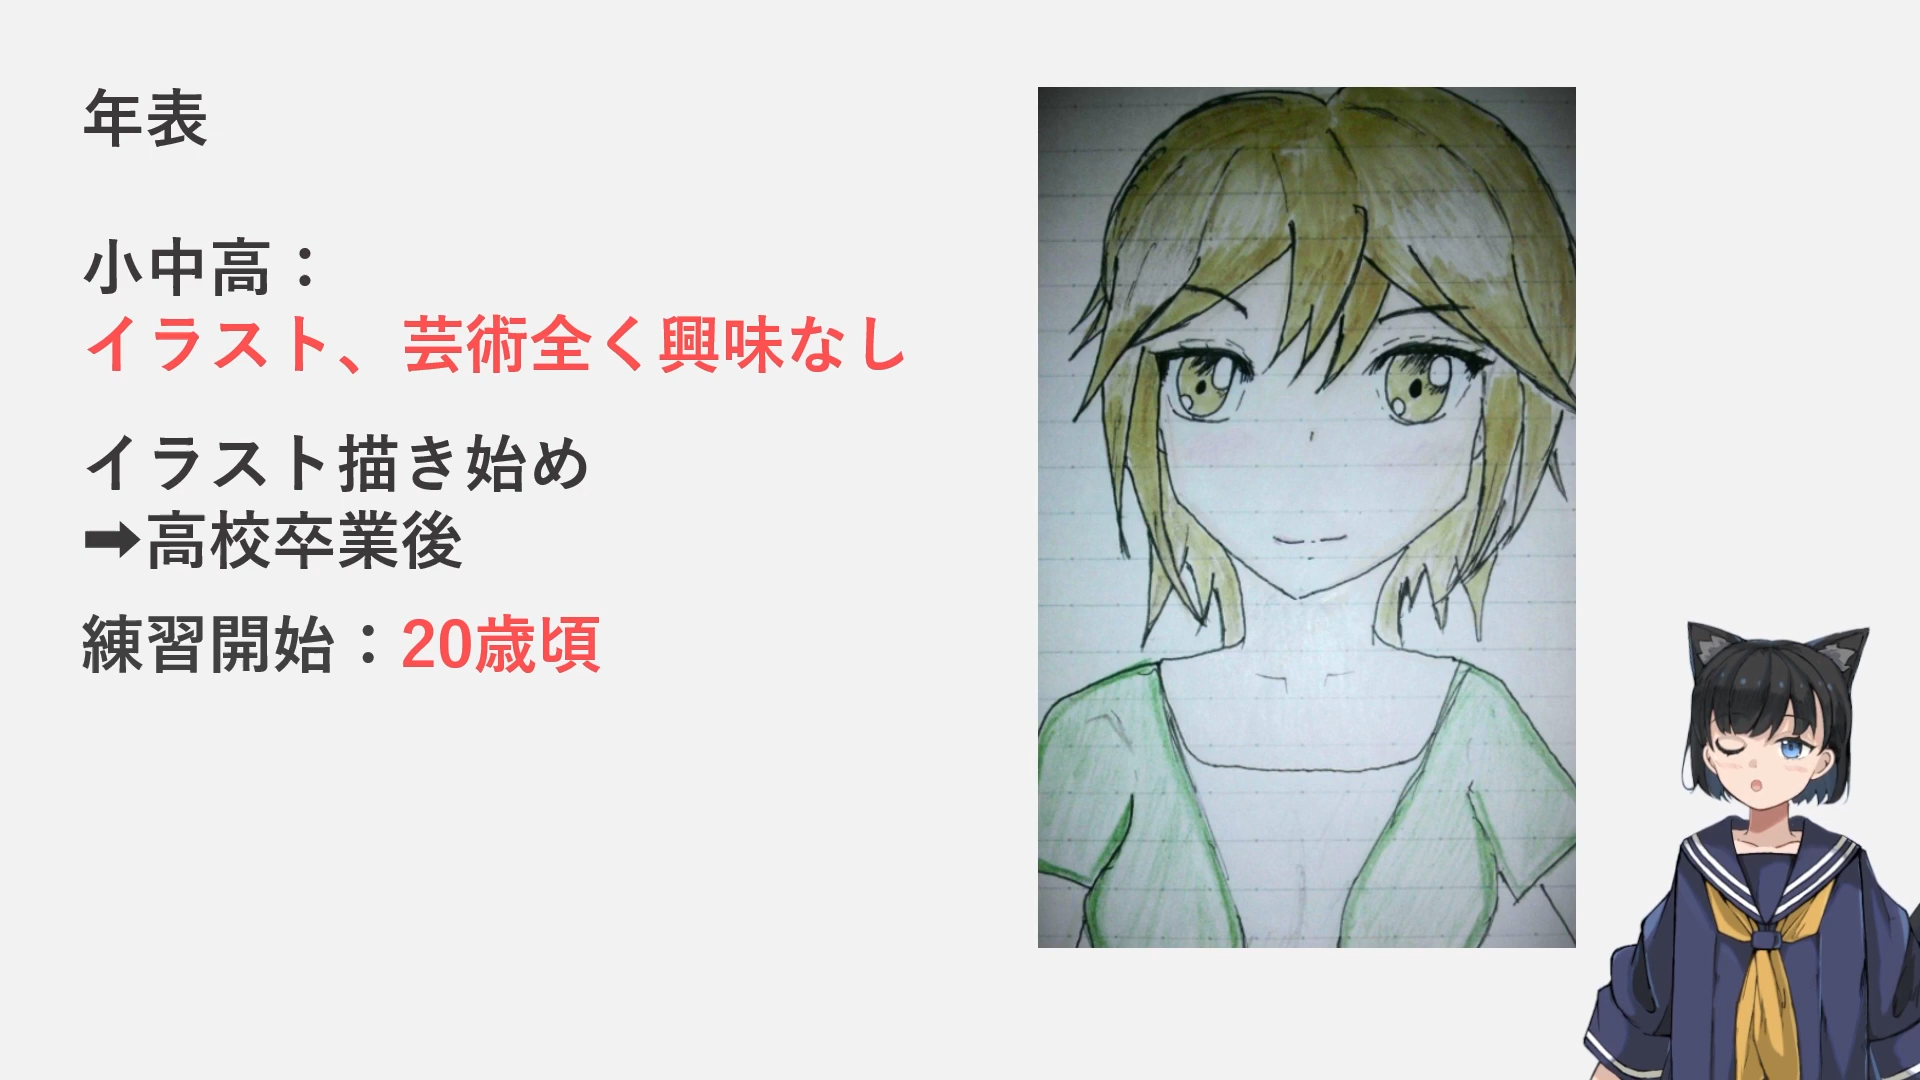 年表
小中高：
イラスト、芸術全く興味なし
イラスト描き始め
➡高校卒業後
練習開始：20歳頃